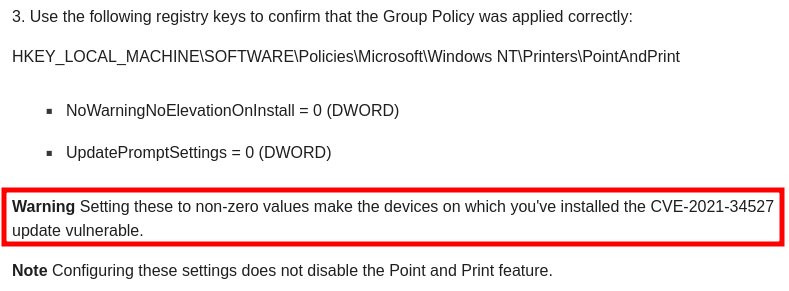 3. Use the following registry keys to confirm that the Group Policy was applied correctly:
HKEY_LOCAL_MACHINE\SOFTWARE\Policies\Microsoft\Windows NT\Printers\PointAndPrint
▪ NoWarningNoElevationOnInstall = 0 (DWORD)
▪ UpdatePromptSettings = 0 (DWORD)
Warning Setting these to non-zero values make the devices on which you've installed the CVE-2021-34527
update vulnerable.
Note Configuring these settings does not disable the Point and Print feature.